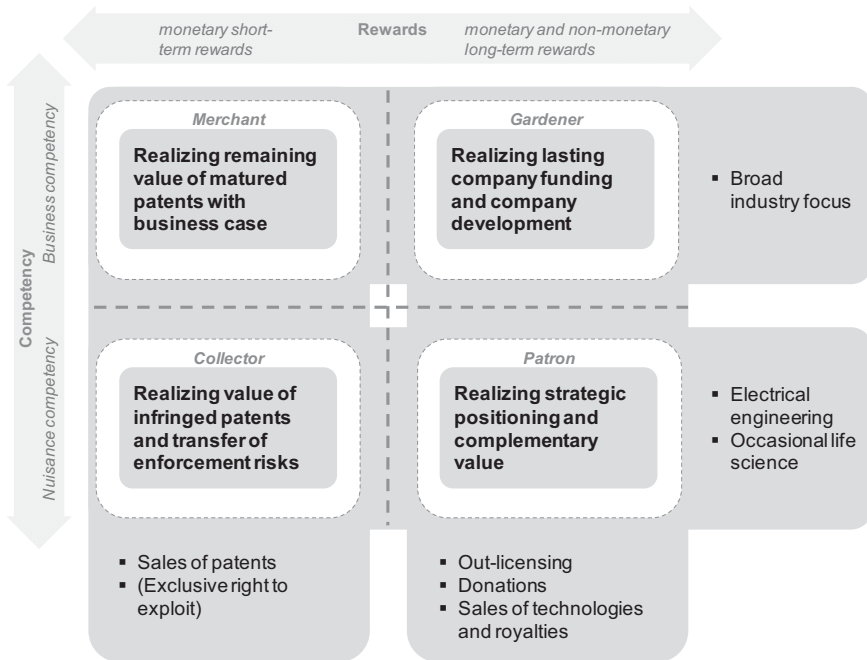 monetary short-
term rewards
Rewards
monetary and non-monetary
long-term rewards
Competency
Business competency
Nuisance competency
Merchant
Realizing remaining
value of matured
patents with
business case
Gardener
Realizing lasting
company funding
and company
development
▪ Broad
industry focus
Collector
Realizing value of
infringed patents
and transfer of
enforcement risks
Patron
Realizing strategic
positioning and
complementary
value
▪ Electrical
engineering
▪ Occasional life
science
▪ Sales of patents
▪ (Exclusive right to
exploit)
▪ Out-licensing
▪ Donations
▪ Sales of technologies
and royalties